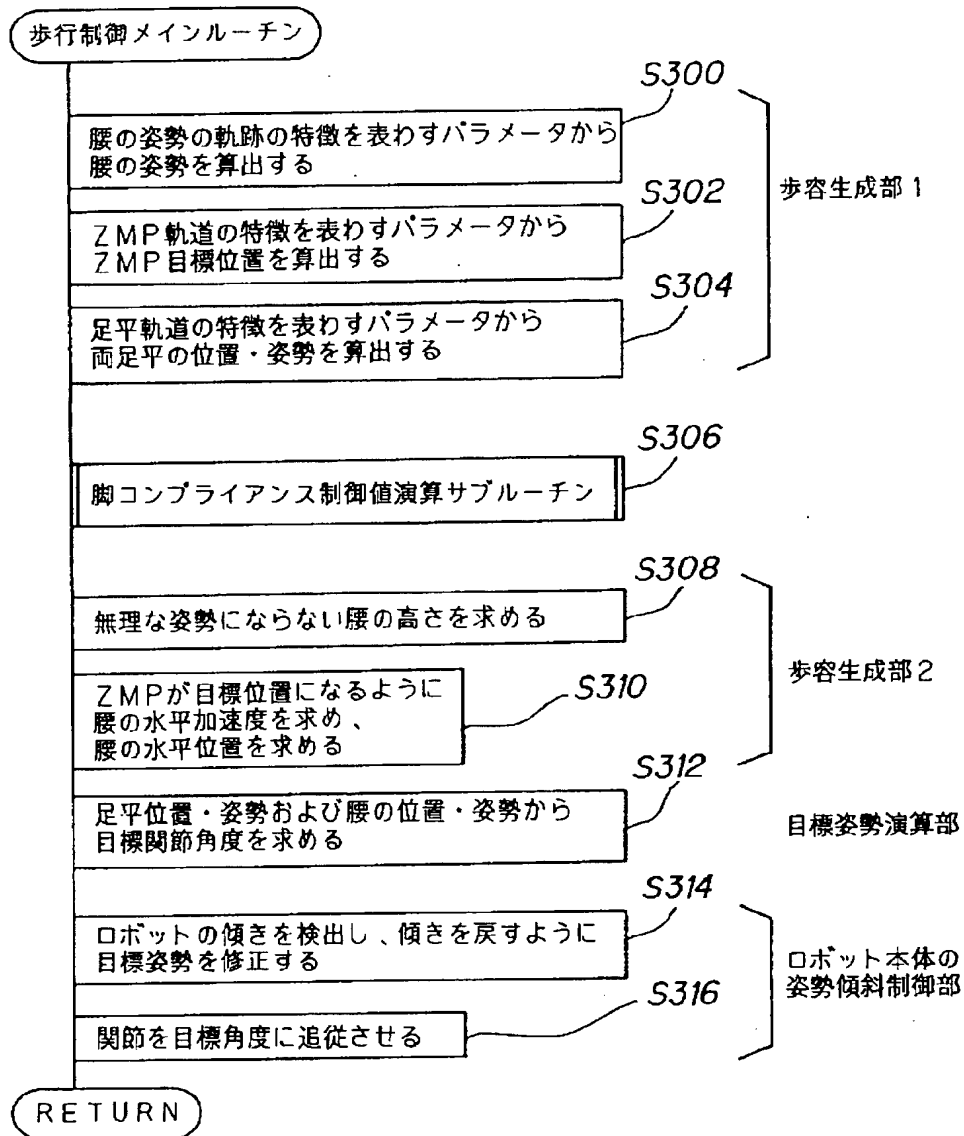 歩行制御メインルーチン
S300
腰の姿勢の軌跡の特徴を表わすパラメータから
腰の姿勢を算出する
歩容生成部1
S302
ZMP軌道の特徴を表わすパラメータから
ZMP目標位置を算出する
S304
足平軌道の特徴を表わすパラメータから
両足平の位置・姿勢を算出する
S306
脚コンプライアンス制御値演算サブルーチン
S308
無理な姿勢にならない腰の高さを求める
歩容生成部2
S310
ZMPが目標位置になるように
腰の水平加速度を求め、
腰の水平位置を求める
S312
足平位置・姿勢および腰の位置・姿勢から
目標関節角度を求める
目標姿勢演算部
S314
ロボットの傾きを検出し、傾きを戻すように
目標姿勢を修正する
ロボット本体の
姿勢傾斜制御部
S316
関節を目標角度に追従させる
RETURN